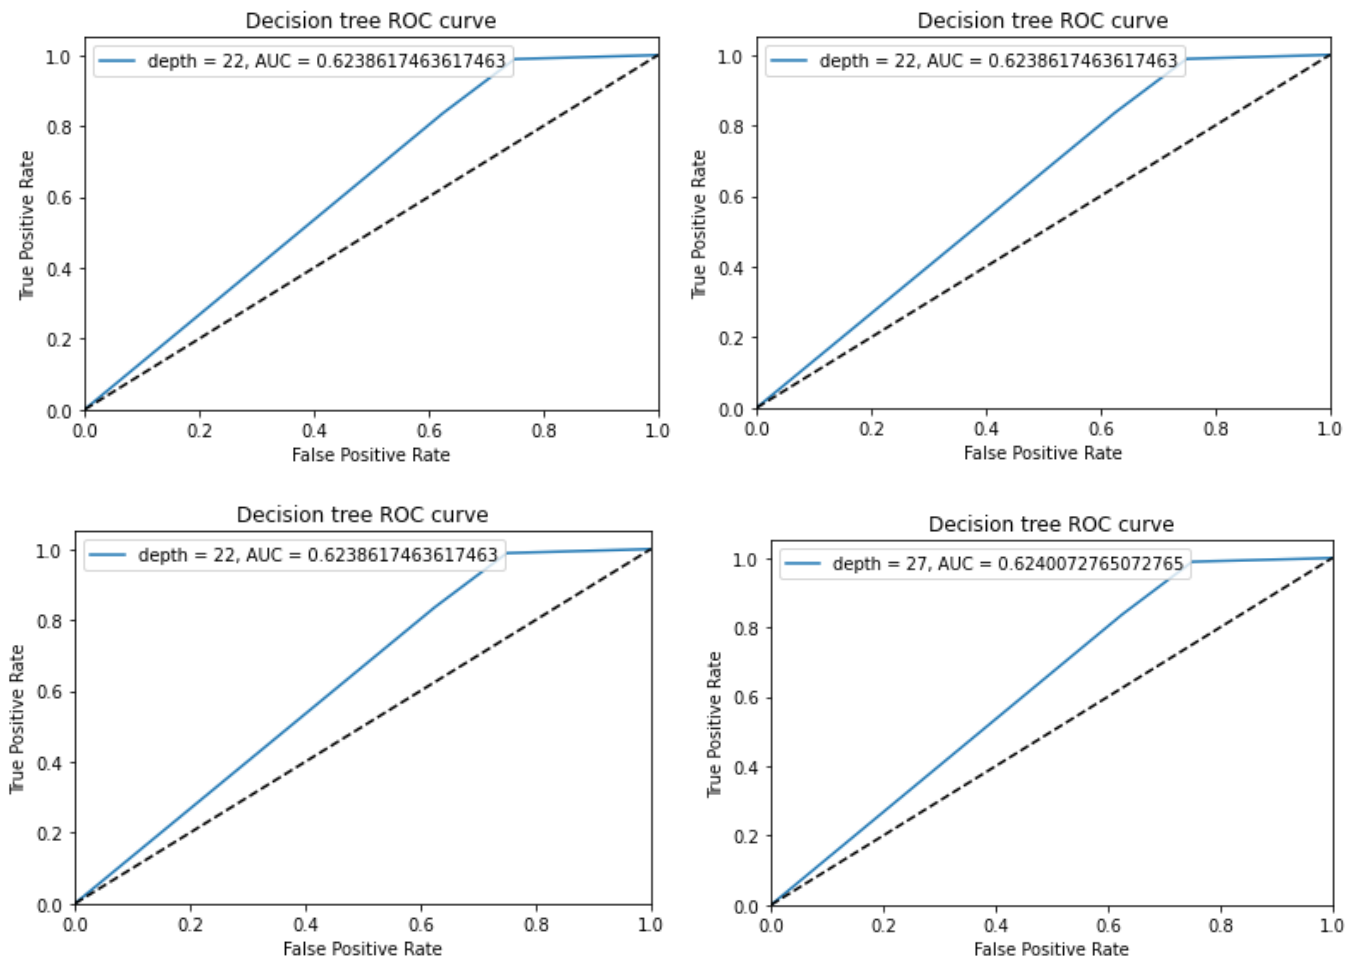 Decision tree ROC curve
depth = 22, AUC = 0.6238617463617463
True Positive Rate
1.0
0.8
0.6
0.4
0.2
0.0
0.0 0.2 0.4 0.6 0.8 1.0
False Positive Rate
Decision tree ROC curve
depth = 22, AUC = 0.6238617463617463
True Positive Rate
1.0
0.8
0.6
0.4
0.2
0.0
0.0 0.2 0.4 0.6 0.8 1.0
False Positive Rate
Decision tree ROC curve
depth = 22, AUC = 0.6238617463617463
True Positive Rate
1.0
0.8
0.6
0.4
0.2
0.0
0.0 0.2 0.4 0.6 0.8 1.0
False Positive Rate
Decision tree ROC curve
depth = 27, AUC = 0.6240072765072765
True Positive Rate
1.0
0.8
0.6
0.4
0.2
0.0
0.0 0.2 0.4 0.6 0.8 1.0
False Positive Rate